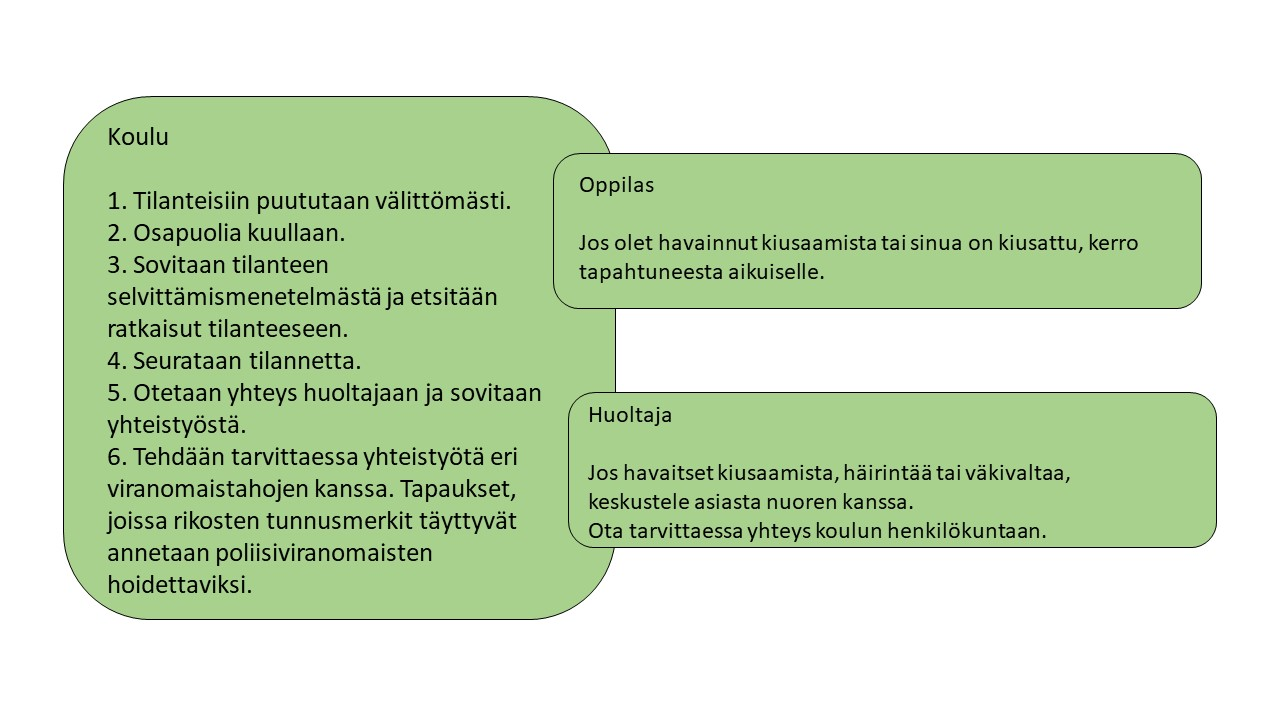 Koulu
1. Tilanteisiin puututaan välittömästi.
2. Osapuolia kuullaan.
3. Sovitaan tilanteen
selvittämismenetelmästä ja etsitään
ratkaisut tilanteeseen.
4. Seurataan tilannetta.
5. Otetaan yhteys huoltajaan ja sovitaan
yhteistyöstä.
6. Tehdään tarvittaessa yhteistyötä eri
viranomaistahojen kanssa. Tapaukset,
joissa rikosten tunnusmerkit täyttyvät
annetaan poliisiviranomaisten
hoidettaviksi.
Oppilas
Jos olet havainnut kiusaamista tai sinua on kiusattu, kerro
tapahtuneesta aikuiselle.
Huoltaja
Jos havaitset kiusaamista, häirintää tai väkivaltaa,
keskustele asiasta nuoren kanssa.
Ota tarvittaessa yhteys koulun henkilökuntaan.